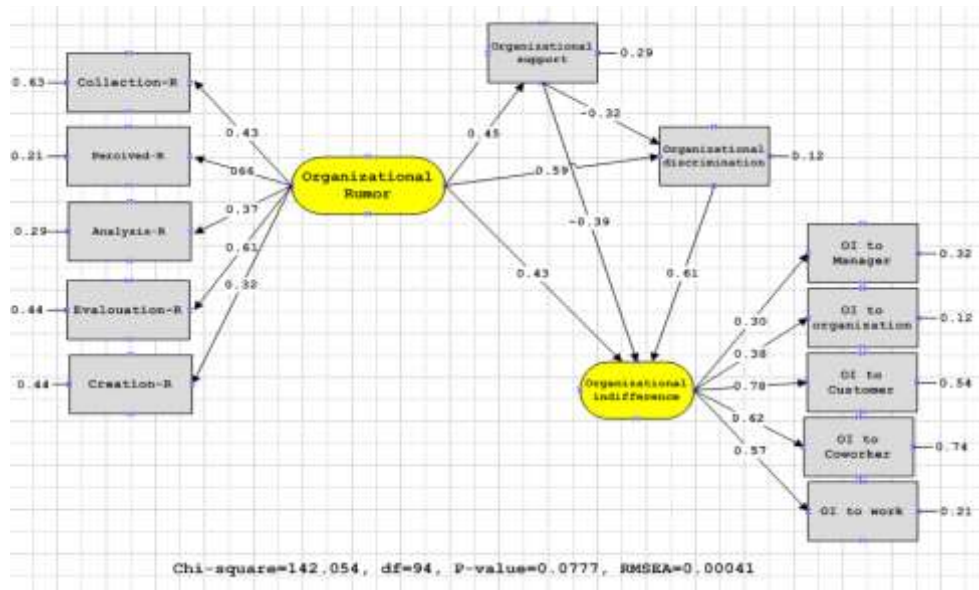 0.63
Collection-R
0.21
Percived-R
0.29
Analysis-R
0.44
Evalouation-R
0.44
Creation-R
0.43
066
0.37
0.61
0.32
Organizational
Rumor
0.45
0.59
0.43
Organizational
support
0.29
-0.32
-0.39
Organizational
discrimination
0.12
0.61
Organizational
indifference
0.30
0.38
0.78
0.62
0.57
OI to
Manager
0.32
OI to
organization
0.12
OI to
Customer
0.54
OI to
Coworker
0.74
OI to work
0.21
Chi-square=142.054, df=94, P-value=0.0777, RMSEA=0.00041